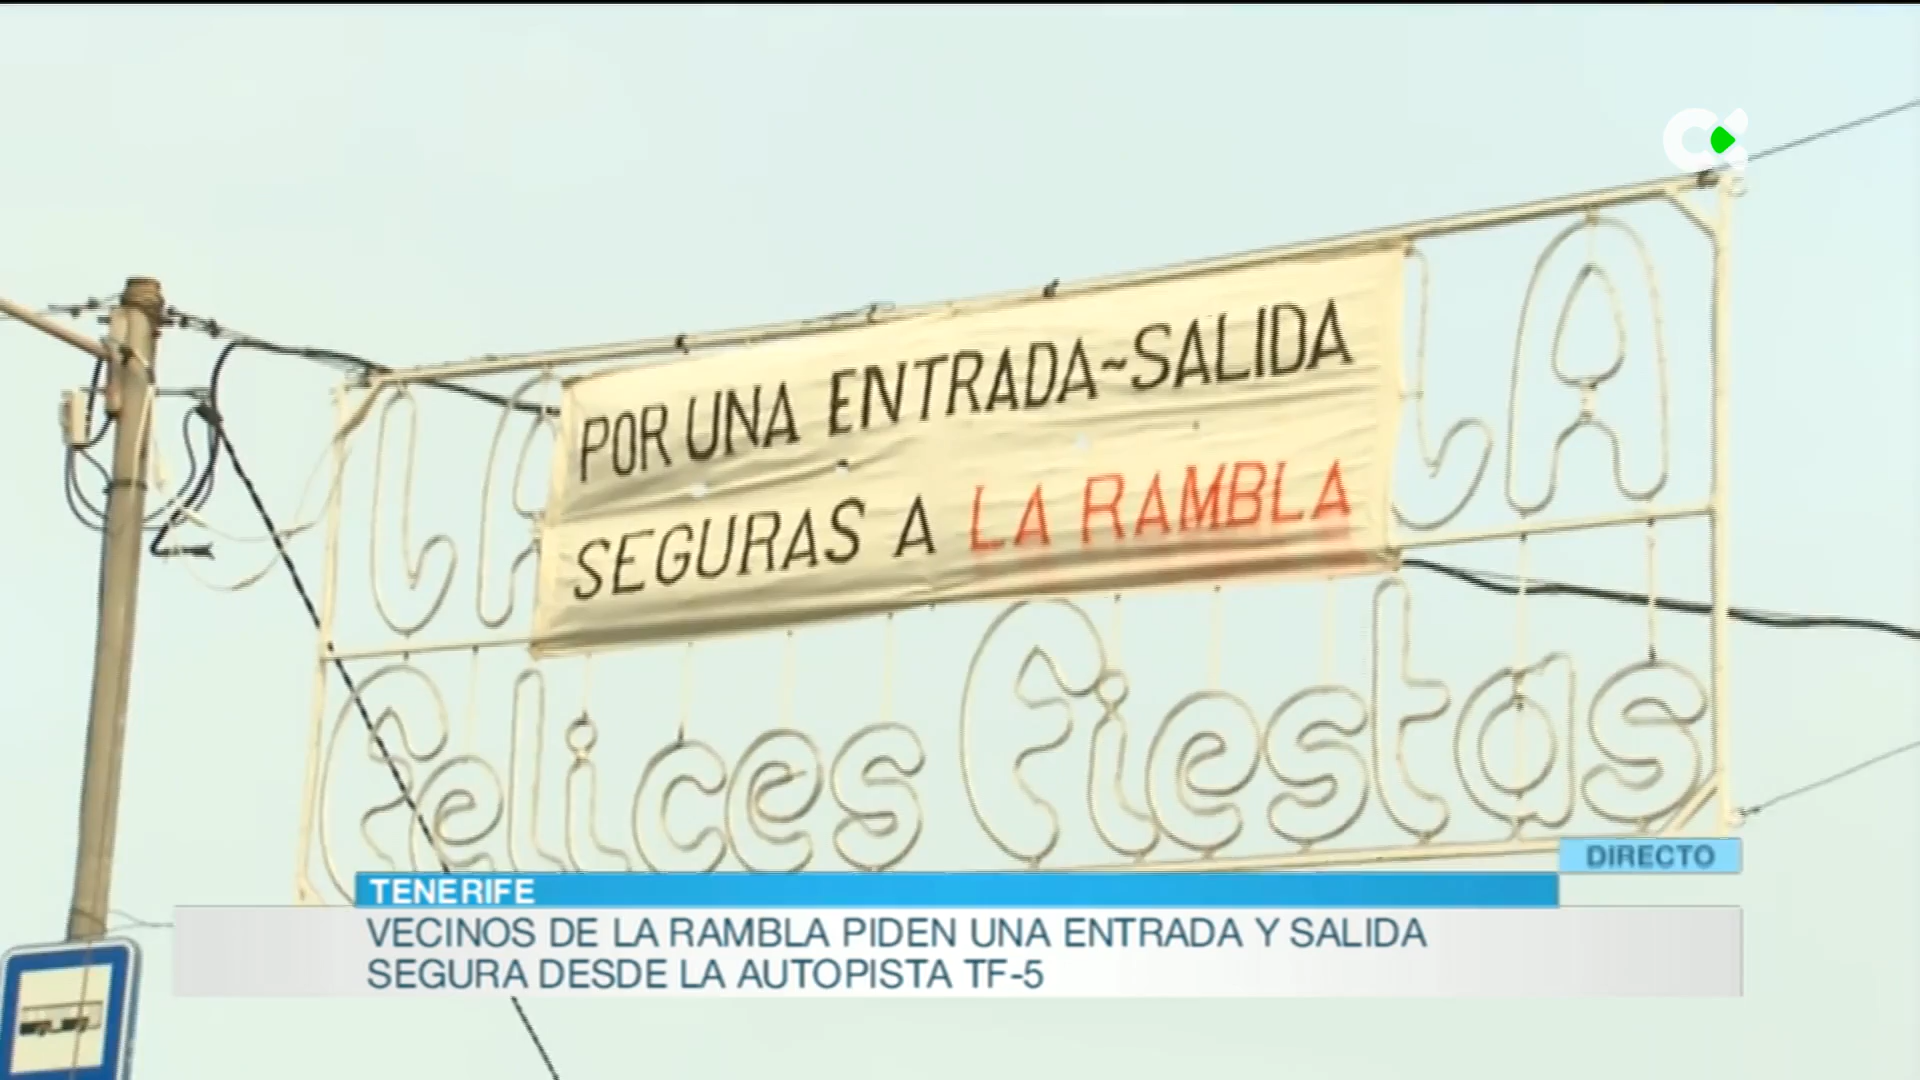 POR UNA ENTRADA~SALIDA
SEGURAS A LA RAMBLA
LA
Felices Fiestas
DIRECTO
TENERIFE
VECINOS DE LA RAMBLA PIDEN UNA ENTRADA Y SALIDA
SEGURA DESDE LA AUTOPISTA TF-5